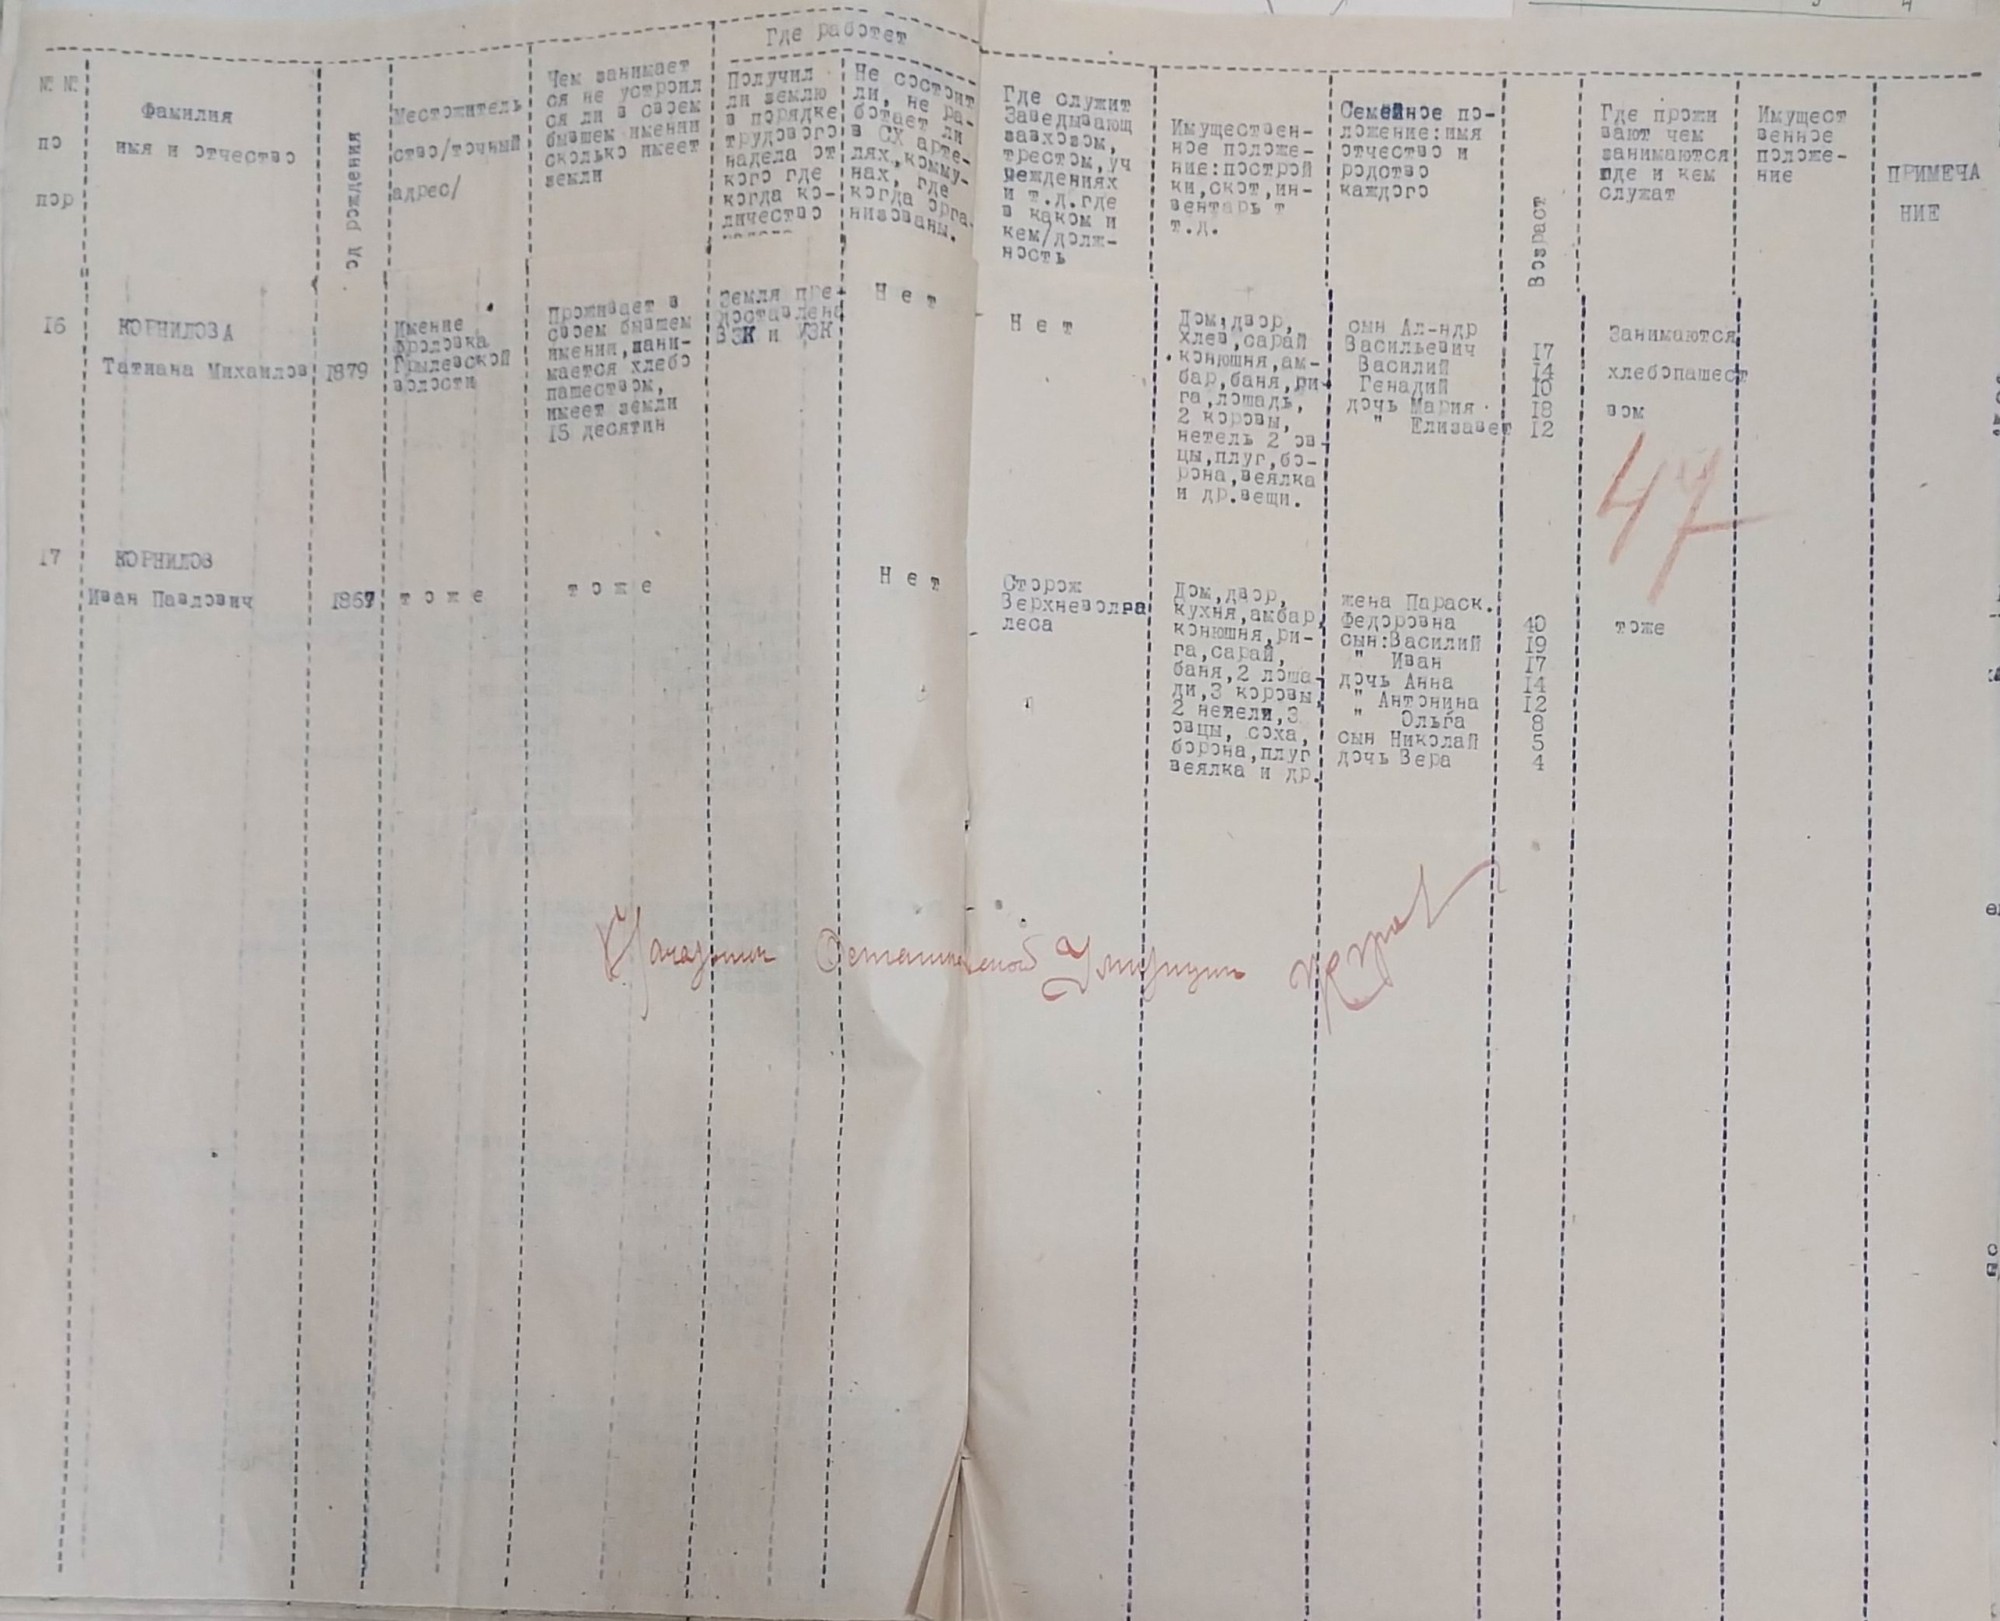 Где работет
№ №
по
пор
Фамилия
имя и отчество
од рождения
Местожитель
ство/точный
адрес/
Чем занимает
ся не устроил
ся ли в своем
бывшем имении
сколько имеет
земли
Получил
ли землю
в порядке
трудового
надела от
кого где
когда ко-
личество
Не состоит
ли, не ра-
ботает ли
в СХ арте-
лях,комму-
нах, где
когда орга-
низованы.
Где служит
Заведывающ
завхозом,
трестом,уч
реждениях
и т.д.где
в каком и
кем/долж-
ность
Имуществен-
ное положе-
ние:построй
ки,скот,ин-
вентарь т
т.д.
Семейное по-
ложение:имя
отчество и
родство
каждого
Возраст
Где прожи
вают чем
занимаются
где и кем
служат
Имущест
венное
положе-
ние
ПРИМЕЧА
НИЕ
16
КОРНИЛОВА
Татиана Михайлов
1879
Имение
Фроловка
Грылевской
волости
Проживает в
своем бывшем
имении,зани-
мается хлебо
пашеством,
имеет земли
15 десятин
Земля пре-
доставлена
ВЗК и УЗК
Нет
Нет
Дом,двор,
хлев,сарай
конюшня,ам-
бар,баня,ри-
га,лошадь,
2 коровы,
нетель 2 ов-
цы,плуг,бо-
рона,веялка
и др.вещи.
сын Ал-ндр
Васильевич 17
Василий 14
Генадий 10
дочь Мария 18
" Елизавет 12
Занимаются
хлебопашест
вом
47
17
КОРНИЛОВ
Иван Павлович
1867
тоже
тоже
Нет
Сторож
Верхневолга
леса
Дом,двор,
кухня,амбар,
конюшня,ри-
га,сарай,
баня,2 лоша-
ди,3 коровы,
2 нетели,3
овцы, соха,
борона,плуг
веялка и др.
жена Параск.
Федоровна 40
сын:Василий 19
" Иван 17
дочь Анна 14
" Антонина 12
" Ольга 8
сын Николай 5
дочь Вера 4
тоже
Осташковской